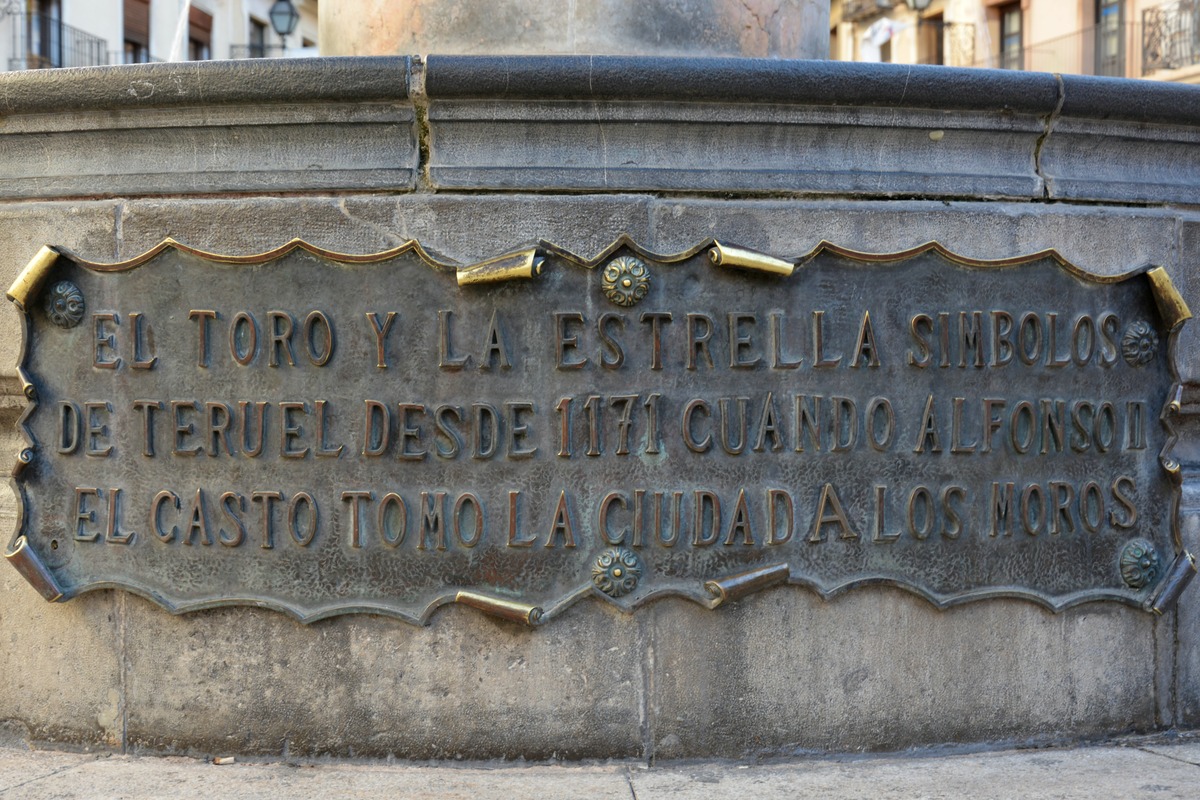 EL TORO Y LA ESTRELLA SIMBOLOS
DE TERUEL DESDE 1171 CUANDO ALFONSO II
EL CASTO TOMO LA CIUDAD A LOS MOROS